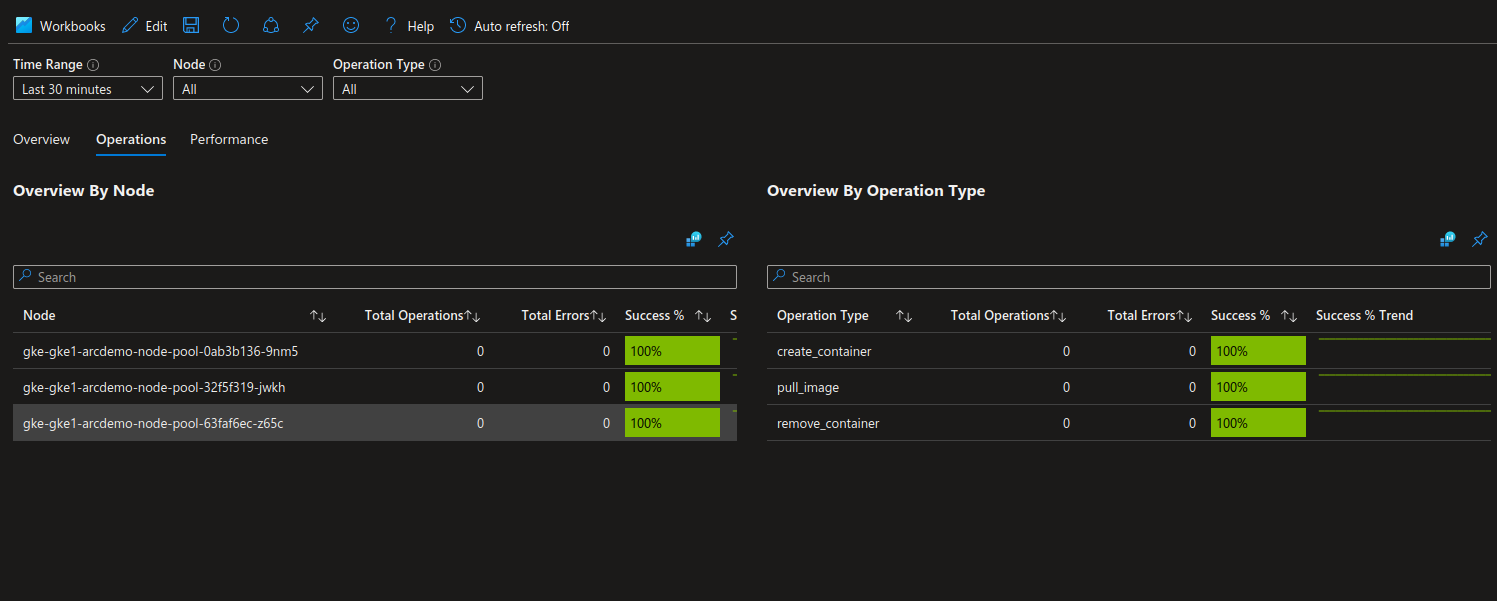 Workbooks Edit Help Auto refresh: Off
Time Range Node Operation Type
Last 30 minutes All All
Overview Operations Performance
Overview By Node
Search
Node Total Operations Total Errors Success % S
gke-gke1-arcdemo-node-pool-0ab3b136-9nm5 0 0 100%
gke-gke1-arcdemo-node-pool-32f5f319-jwkh 0 0 100%
gke-gke1-arcdemo-node-pool-63faf6ec-z65c 0 0 100%
Overview By Operation Type
Search
Operation Type Total Operations Total Errors Success % Success % Trend
create_container 0 0 100%
pull_image 0 0 100%
remove_container 0 0 100%